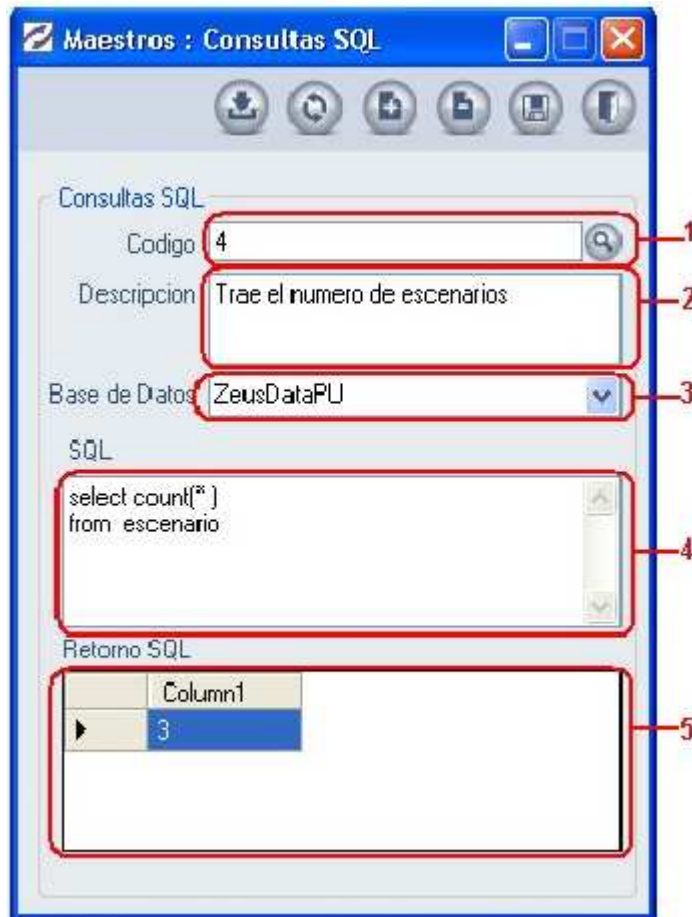 Maestros : Consultas SQL
Consultas SQL
Codigo 4
1
Descripcion Trae el numero de escenarios
2
Base de Datos ZeusDataPU
3
SQL
select count(* )
from escenario
4
Retorno SQL
Column1
3
5